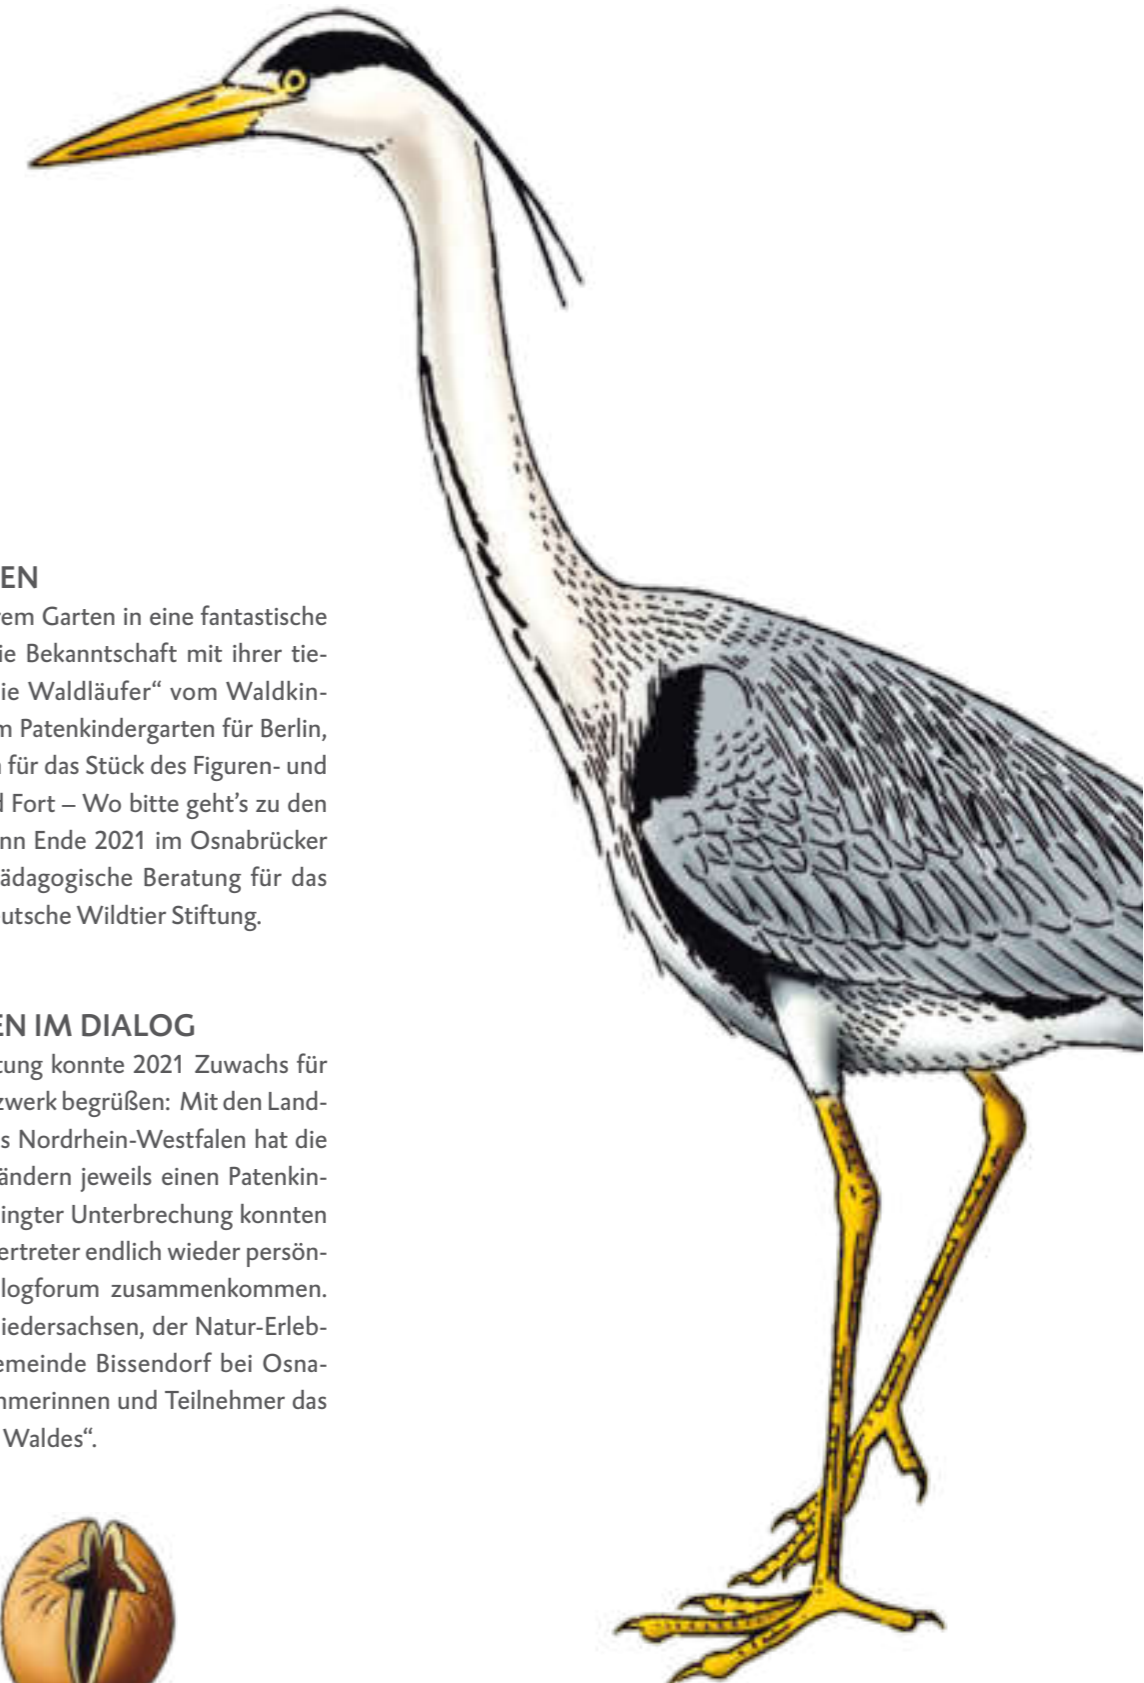 EN
rem Garten in eine fantastische
ie Bekanntschaft mit ihrer tie-
ie Waldläufer“ vom Waldkin-
m Patenkindergarten für Berlin,
für das Stück des Figuren- und
d Fort – Wo bitte geht’s zu den
nn Ende 2021 im Osnabrücker
ädagogische Beratung für das
utsche Wildtier Stiftung.
EN IM DIALOG
tung konnte 2021 Zuwachs für
zwerk begrüßen: Mit den Land-
s Nordrhein-Westfalen hat die
ändern jeweils einen Patenkin-
ingter Unterbrechung konnten
ertreter endlich wieder persön-
logforum zusammenkommen.
iedersachsen, der Natur-Erleb-
emeinde Bissendorf bei Osna-
nmerinnen und Teilnehmer das
Waldes“.